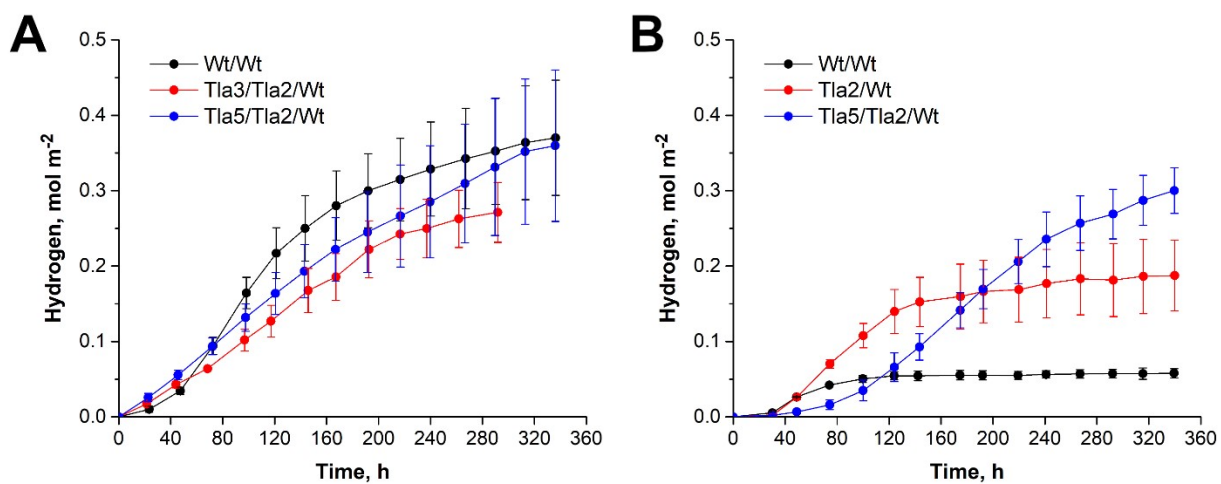 A
Hydrogen, mol m⁻²
0.5
0.4
0.3
0.2
0.1
0.0
Wt/Wt
Tla3/Tla2/Wt
Tla5/Tla2/Wt
0 40 80 120 160 200 240 280 320 360
Time, h
B
Hydrogen, mol m⁻²
0.5
0.4
0.3
0.2
0.1
0.0
Wt/Wt
Tla2/Wt
Tla5/Tla2/Wt
0 40 80 120 160 200 240 280 320 360
Time, h